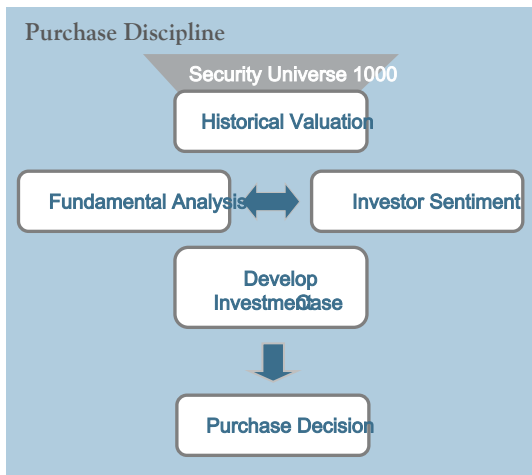 Purchase Discipline
Security Universe 1000
Historical Valuation
Fundamental Analysis
Investor Sentiment
Develop
Investment Case
Purchase Decision